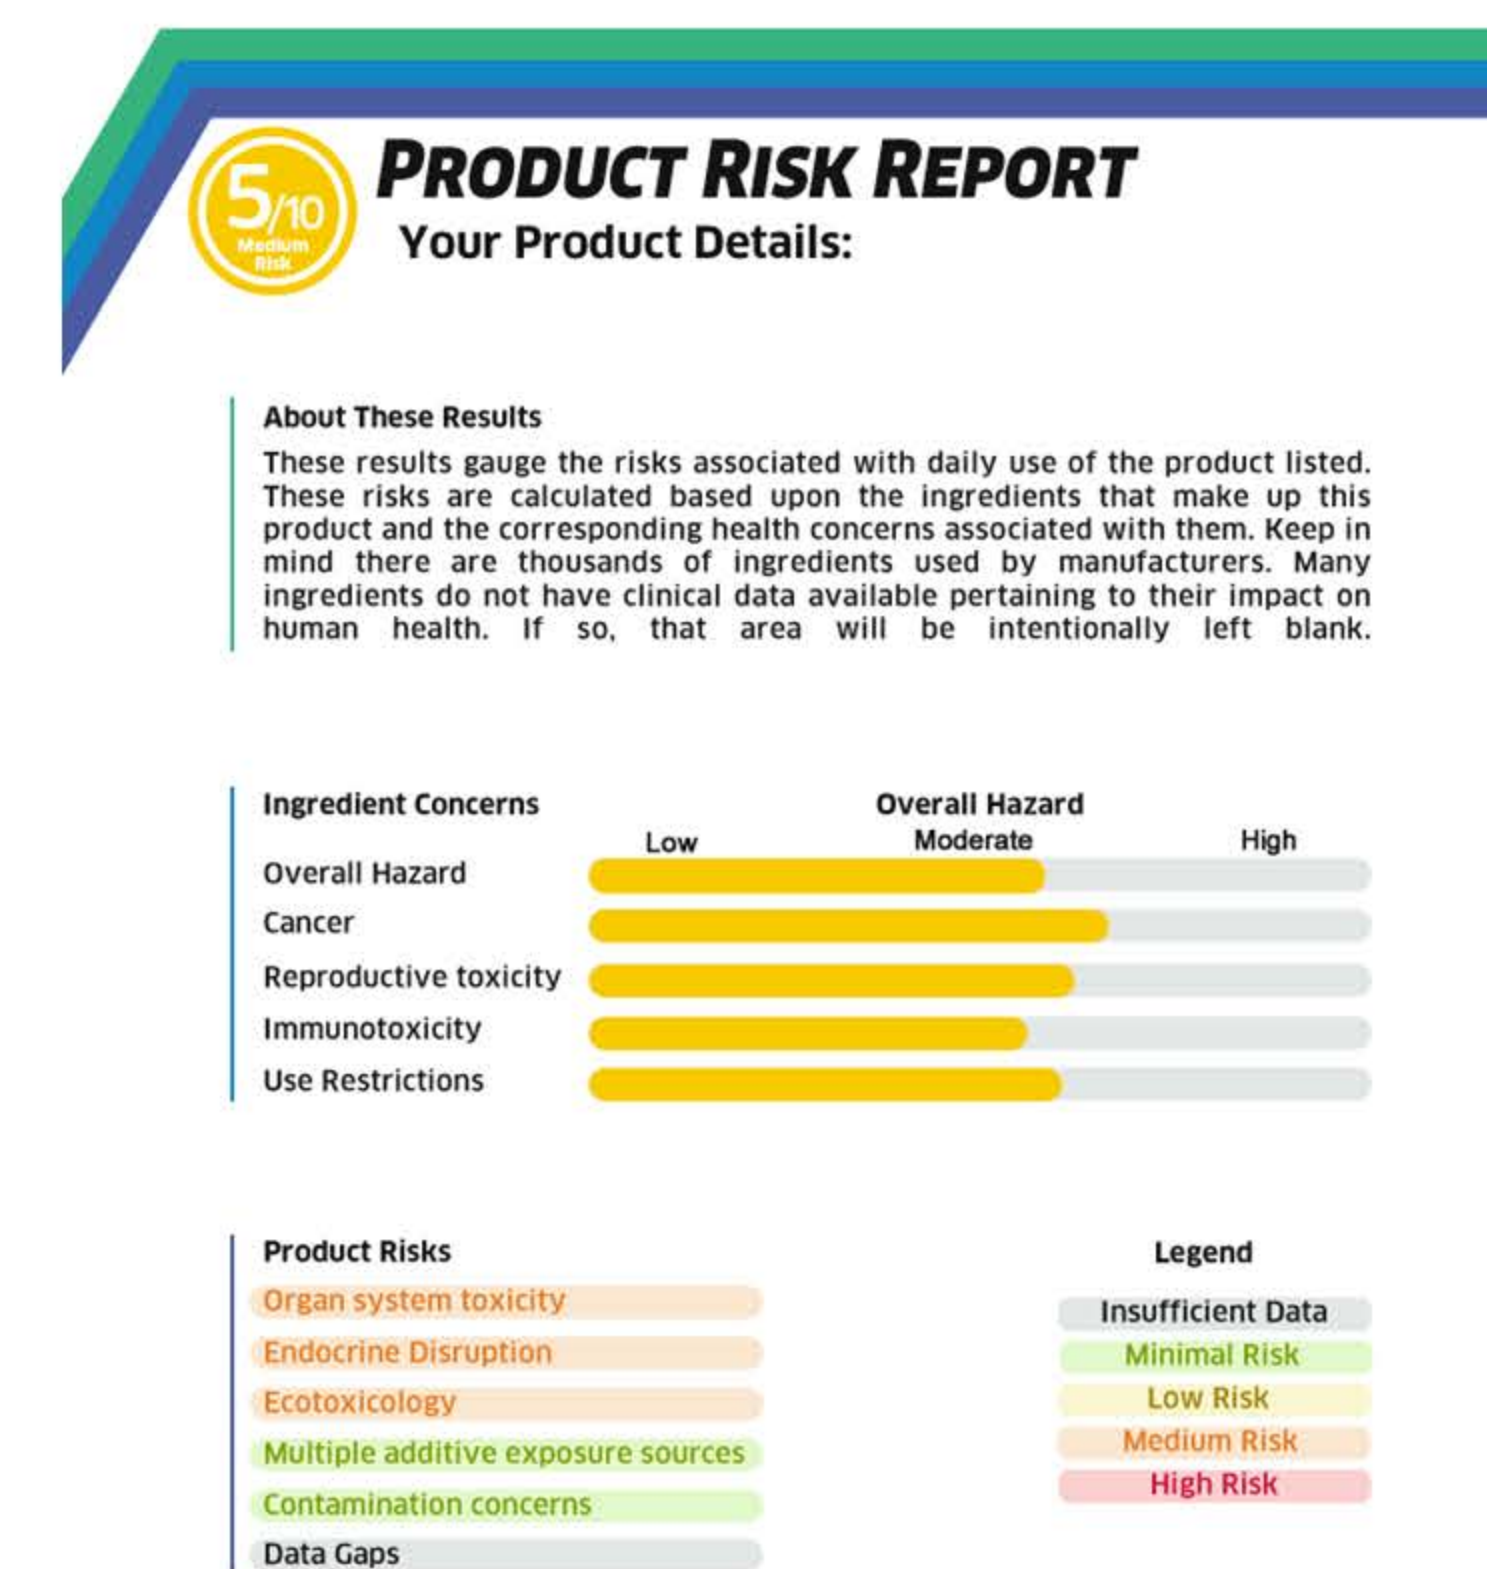 5/10
Medium
Risk
PRODUCT RISK REPORT
Your Product Details:
About These Results
These results gauge the risks associated with daily use of the product listed.
These risks are calculated based upon the ingredients that make up this
product and the corresponding health concerns associated with them. Keep in
mind there are thousands of ingredients used by manufacturers. Many
ingredients do not have clinical data available pertaining to their impact on
human health. If so, that area will be intentionally left blank.
Ingredient Concerns
Overall Hazard
Low Moderate High
Overall Hazard
Cancer
Reproductive toxicity
Immunotoxicity
Use Restrictions
Product Risks
Organ system toxicity
Endocrine Disruption
Ecotoxicology
Multiple additive exposure sources
Contamination concerns
Data Gaps
Legend
Insufficient Data
Minimal Risk
Low Risk
Medium Risk
High Risk